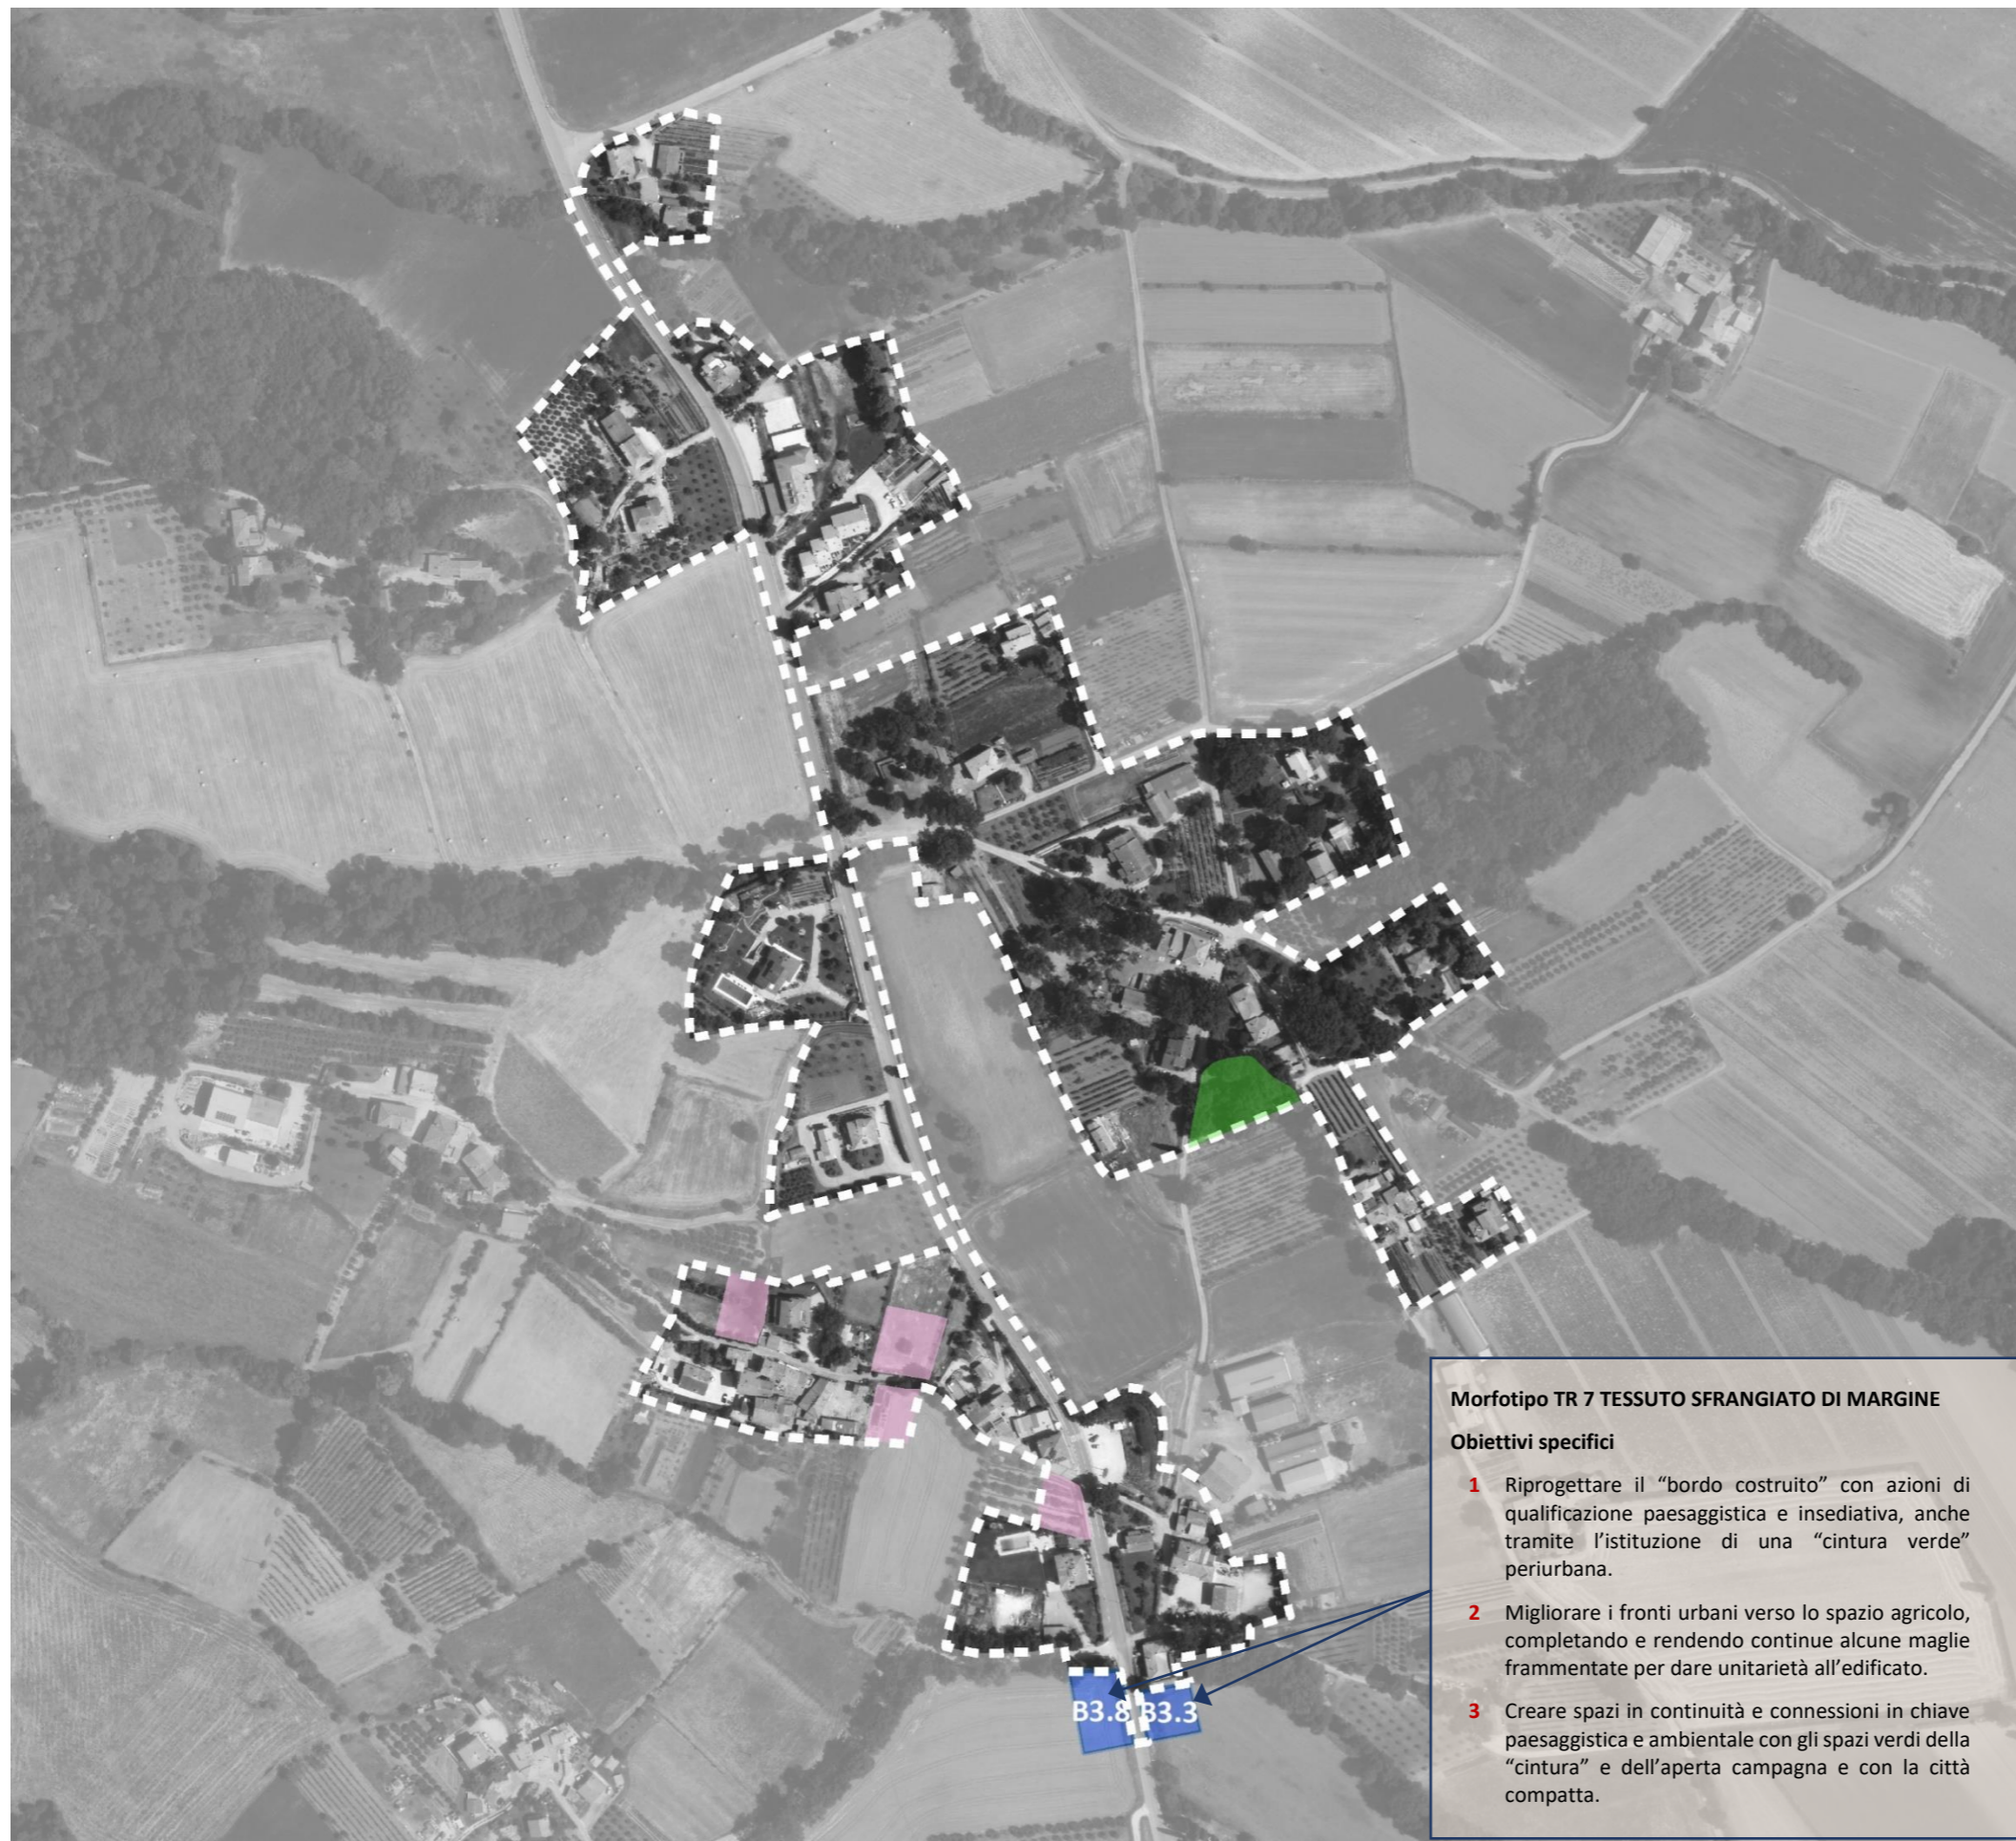 Morfotipo TR 7 TESSUTO SFRANGIATO DI MARGINE
Obiettivi specifici
1 Riprogettare il “bordo costruito” con azioni di
qualificazione paesaggistica e insediativa, anche
tramite l’istituzione di una “cintura verde”
periurbana.
2 Migliorare i fronti urbani verso lo spazio agricolo,
completando e rendendo continue alcune maglie
frammentate per dare unitarietà all’edificato.
3 Creare spazi in continuità e connessioni in chiave
paesaggistica e ambientale con gli spazi verdi della
“cintura” e dell’aperta campagna e con la città
compatta.
B3.8 B3.3